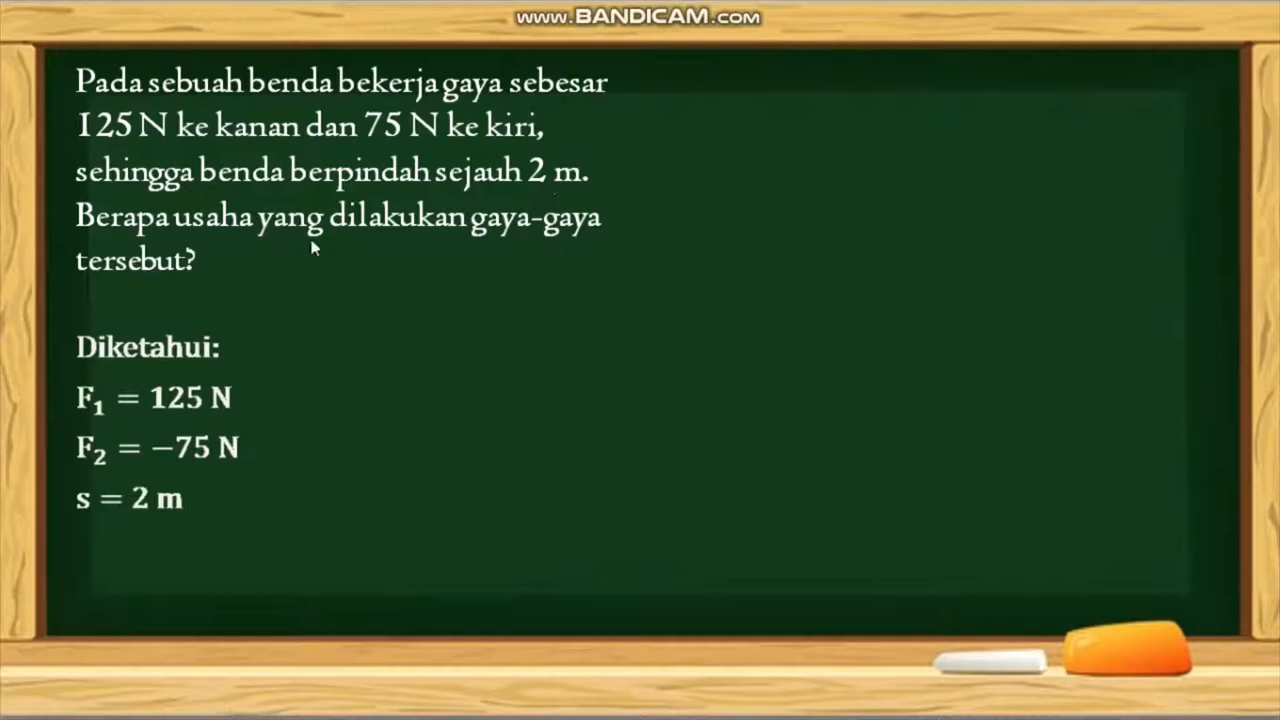 www.BANDICAM.com
Pada sebuah benda bekerja gaya sebesar
125 N ke kanan dan 75 N ke kiri,
sehingga benda berpindah sejauh 2 m.
Berapa usaha yang dilakukan gaya-gaya
tersebut?
Diketahui:
F₁ = 125 N
F₂ = −75 N
s = 2 m